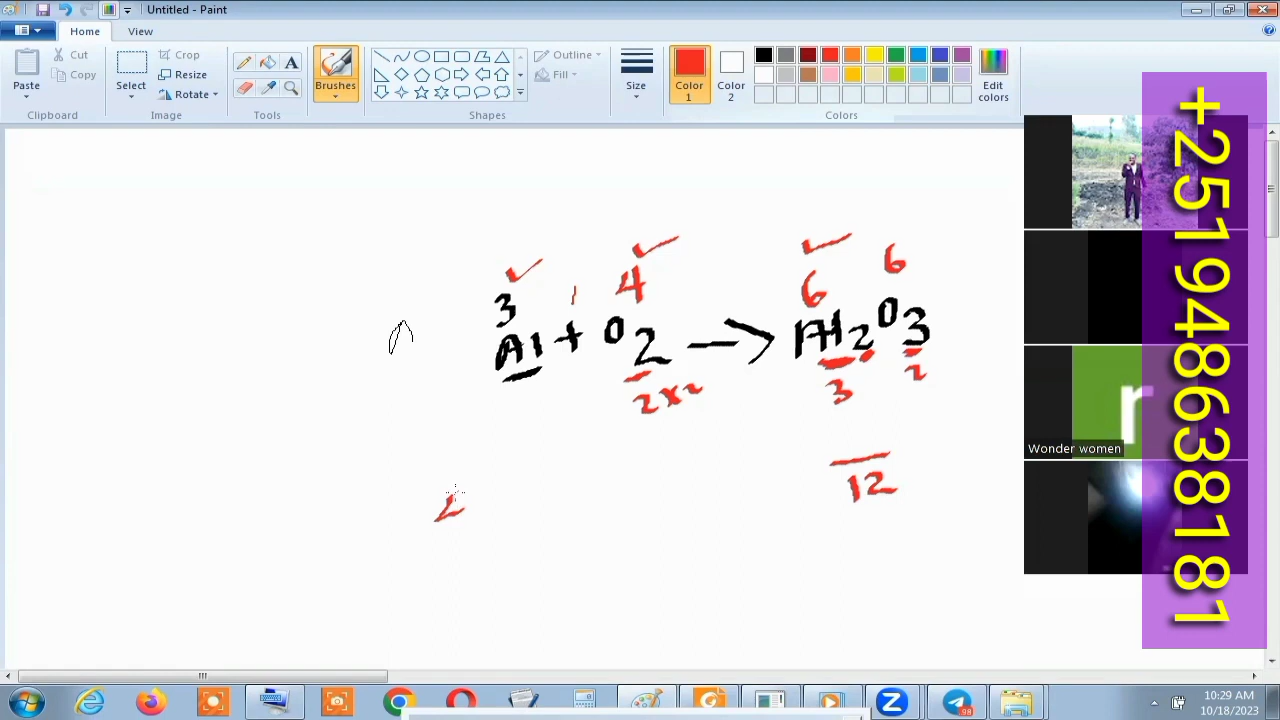 Untitled - Paint
Home
View
Paste
Cut
Copy
Clipboard
Select
Crop
Resize
Rotate
Image
A
Tools
Brushes
Outline
Fill
Shapes
Size
Color 1
Color 2
Edit colors
Colors
4 6
3 6
Al + O2 → Al2O3
2x2 3 2
12
2
r
Wonder women
+251948638181
98
10:29 AM
10/18/2023